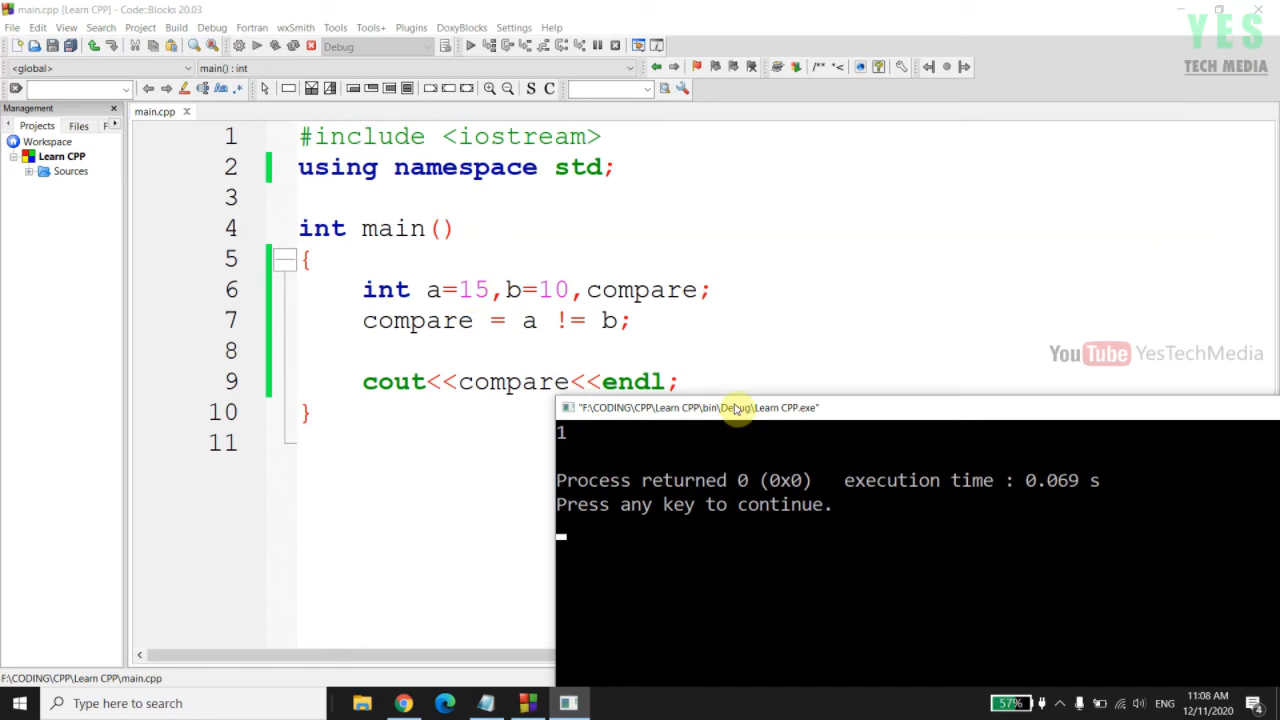 main.cpp [Learn CPP] - Code::Blocks 20.03
File Edit View Search Project Build Debug Fortran wxSmith Tools Tools+ Plugins DoxyBlocks Settings Help
YES
TECH MEDIA
Debug
<global> main() : int
/** *<
S C
Management
main.cpp
Projects Files F
Workspace
Learn CPP
Sources
1 #include <iostream>
2 using namespace std;
3
4 int main()
5 {
6 int a=15,b=10,compare;
7 compare = a != b;
8
9 cout<<compare<<endl;
10 }
11
YouTube YesTechMedia
"F:\CODING\CPP\Learn CPP\bin\Debug\Learn CPP.exe"
1
Process returned 0 (0x0) execution time : 0.069 s
Press any key to continue.
F:\CODING\CPP\Learn CPP\main.cpp
Type here to search
57% ENG 11:08 AM
12/11/2020
4